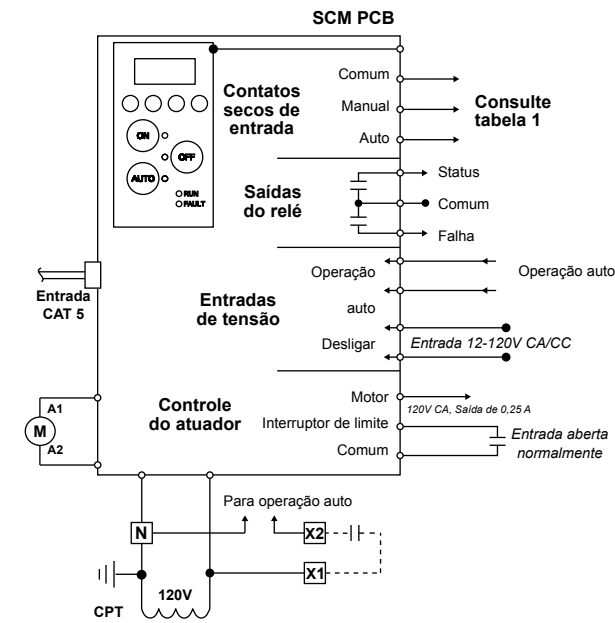 SCM PCB
Contatos
secos de
entrada
Comum
Manual
Auto
Consulte
tabela 1
ON
OFF
AUTO
RUN
FAULT
Saídas
do relé
Status
Comum
Falha
Entrada
CAT 5
Entradas
de tensão
Operação
auto
Operação auto
Desligar
Entrada 12-120V CA/CC
A1
M
A2
Controle
do atuador
Motor
120V CA, Saída de 0,25 A
Interruptor de limite
Comum
Entrada aberta
normalmente
Para operação auto
N
X2
X1
120V
CPT